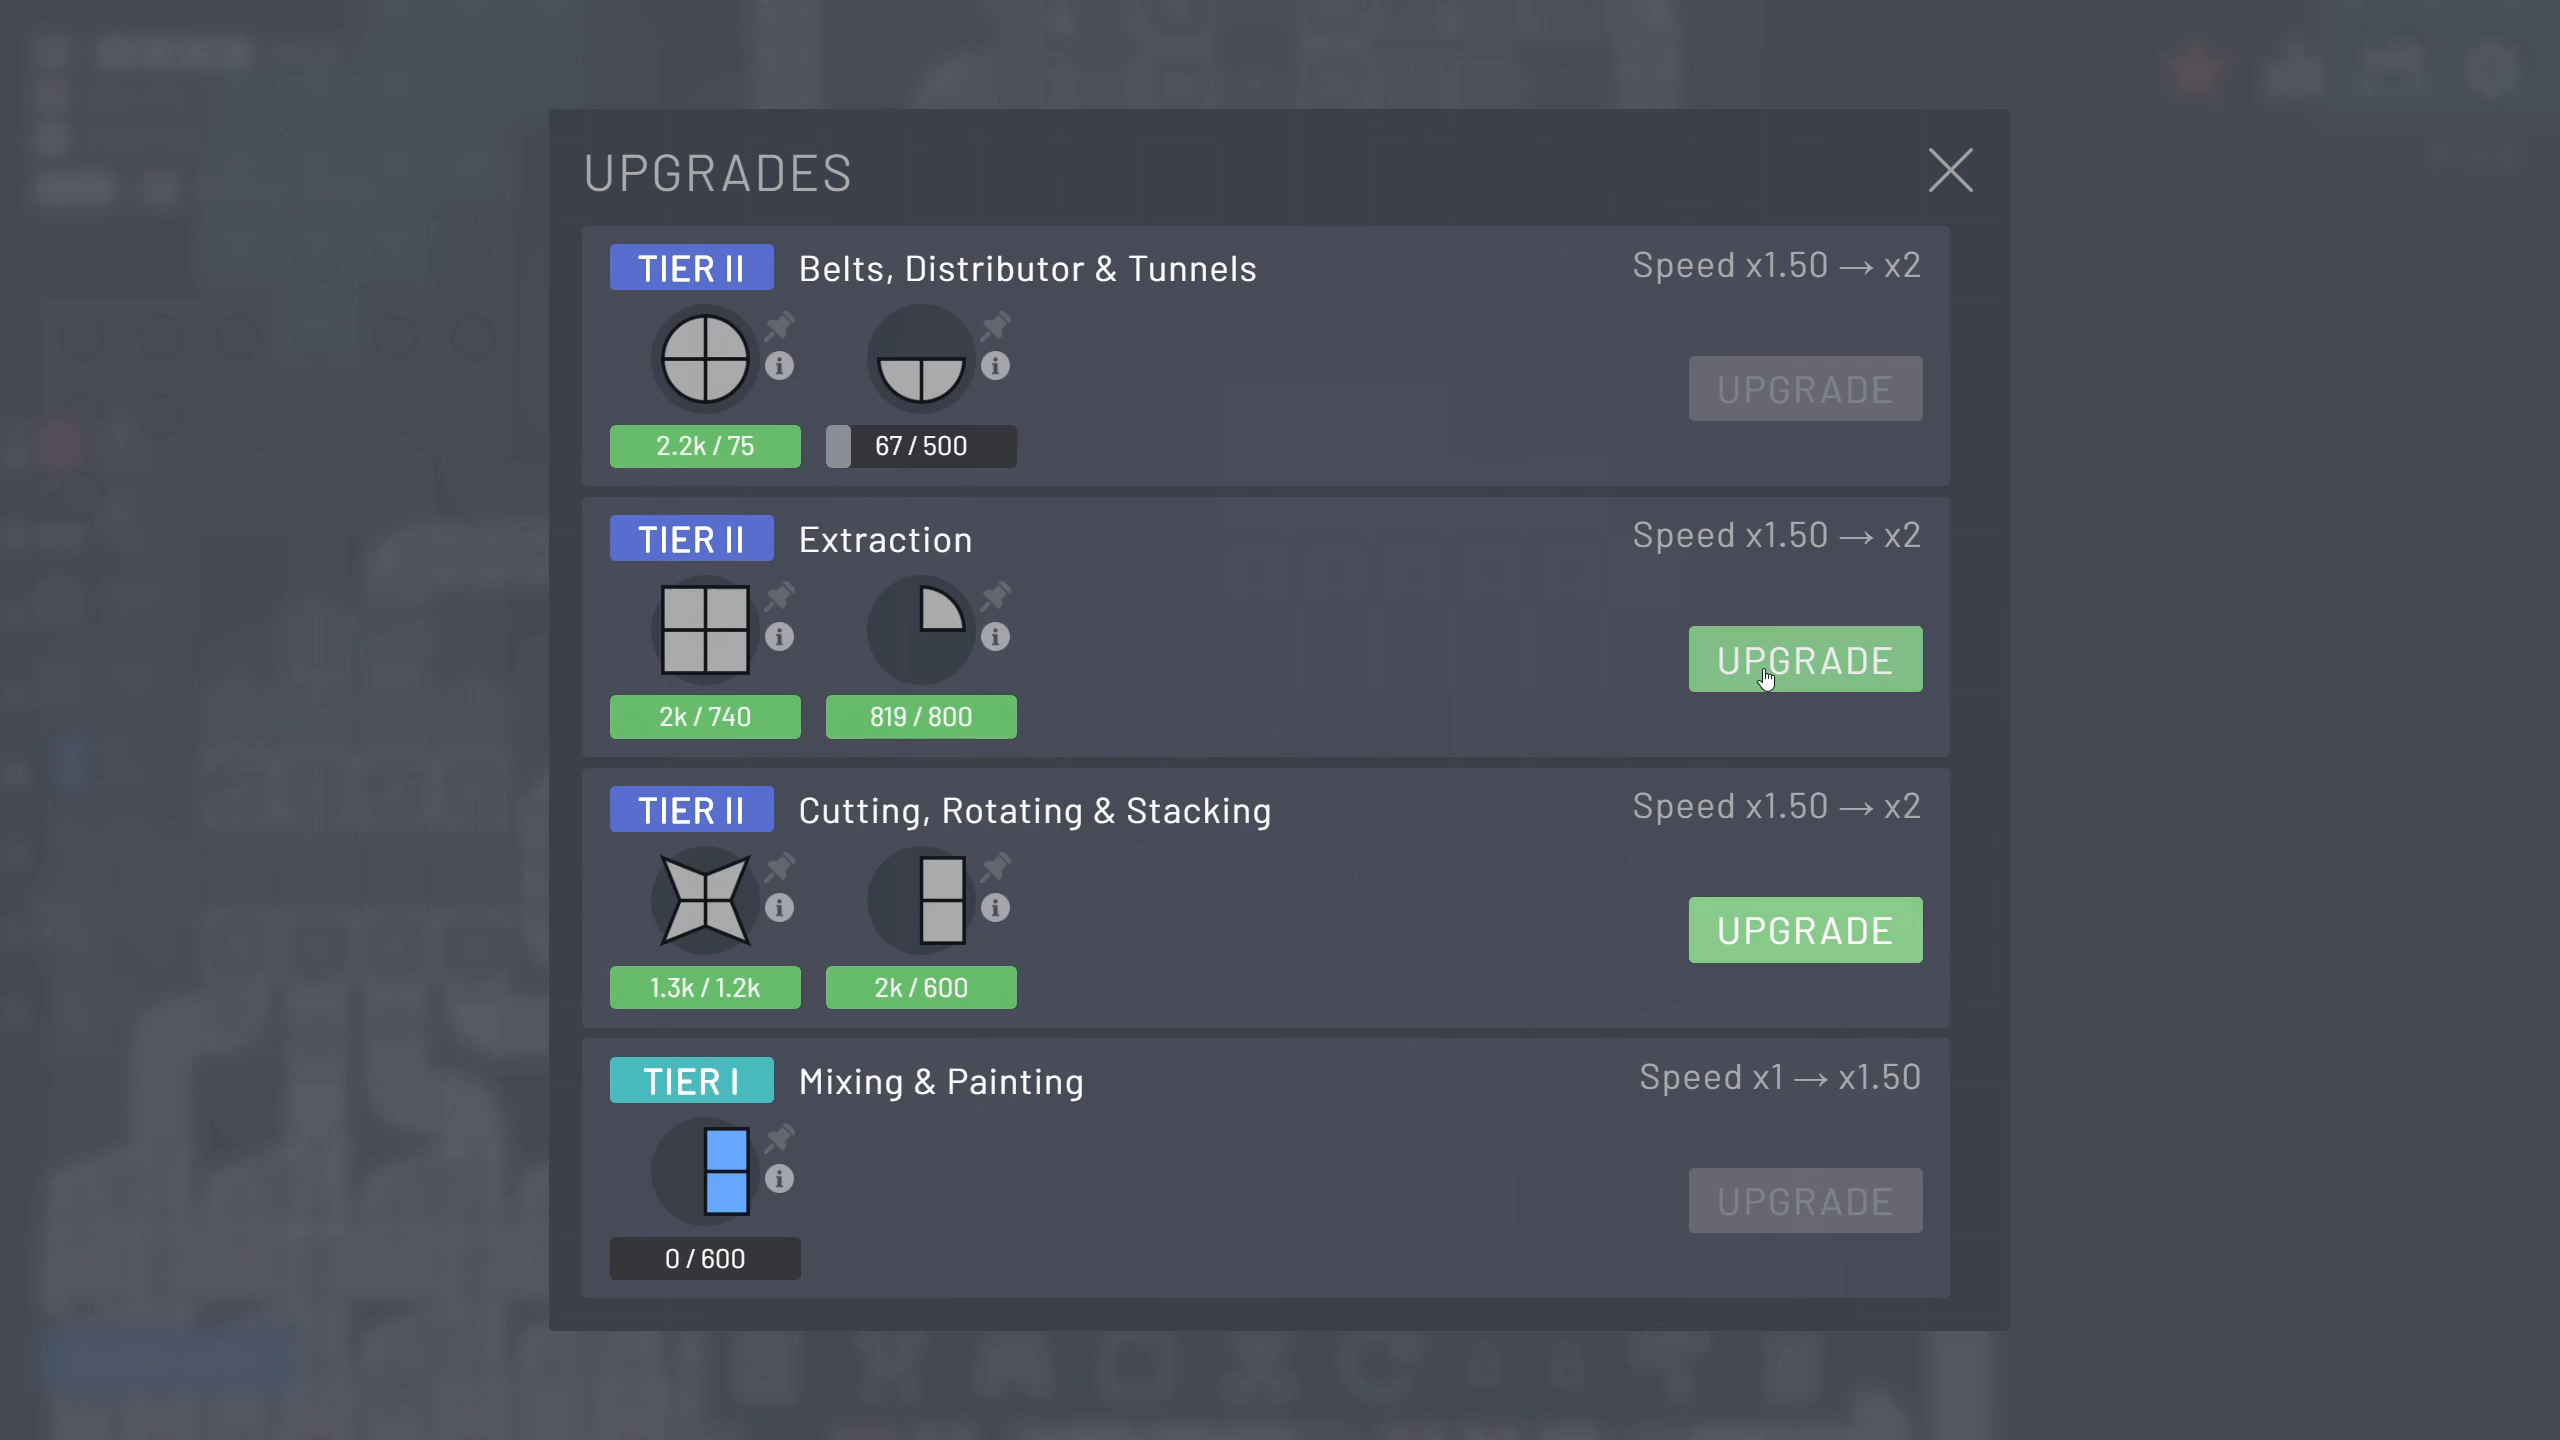 UPGRADES
TIER II Belts, Distributor & Tunnels Speed x1.50 → x2
UPGRADE
2.2k / 75 67 / 500
TIER II Extraction Speed x1.50 → x2
UPGRADE
2k / 740 819 / 800
TIER II Cutting, Rotating & Stacking Speed x1.50 → x2
UPGRADE
1.3k / 1.2k 2k / 600
TIER I Mixing & Painting Speed x1 → x1.50
UPGRADE
0 / 600